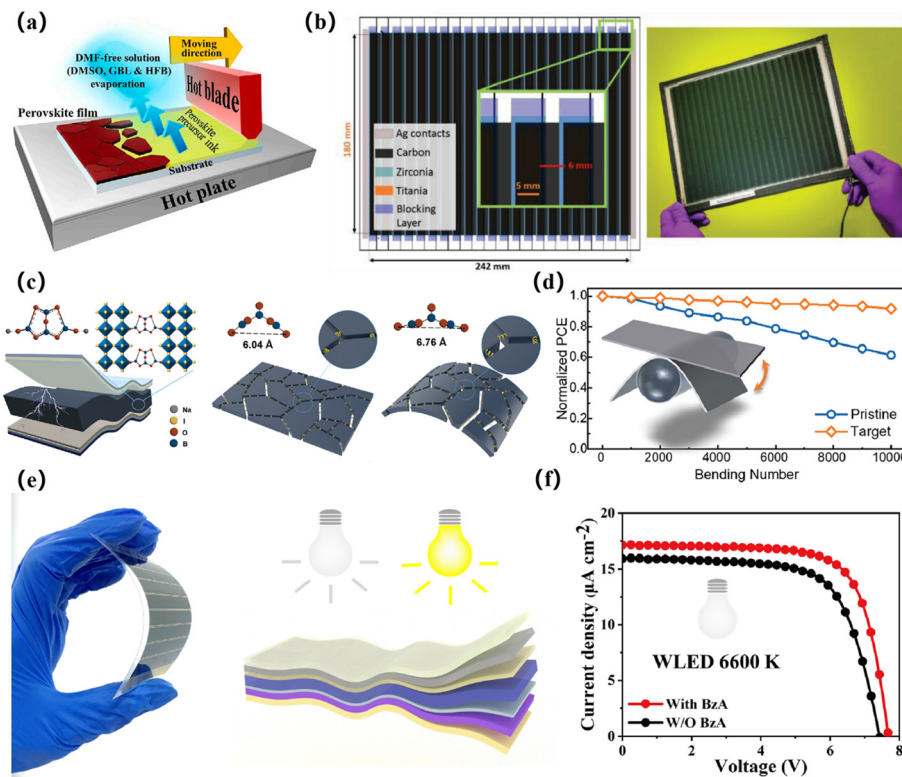 (a)
Moving
direction
DMF-free solution
(DMSO, GBL & HFB)
evaporation
Hot blade
Perovskite film
Perovskite
precursor ink
Substrate
Hot plate
(b)
180 mm
Ag contacts
Carbon
Zirconia
Titania
Blocking
Layer
6 mm
5 mm
242 mm
(c)
6.04 Å
6.76 Å
Na
I
O
B
(d)
Normalized PCE
1.0
0.8
0.6
0.4
0.2
0.0
0
2000
4000
6000
8000
10000
Bending Number
Pristine
Target
(e)
(f)
Current density (µA cm⁻²)
20
15
10
5
0
0
2
4
6
8
Voltage (V)
WLED 6600 K
With BzA
W/O BzA